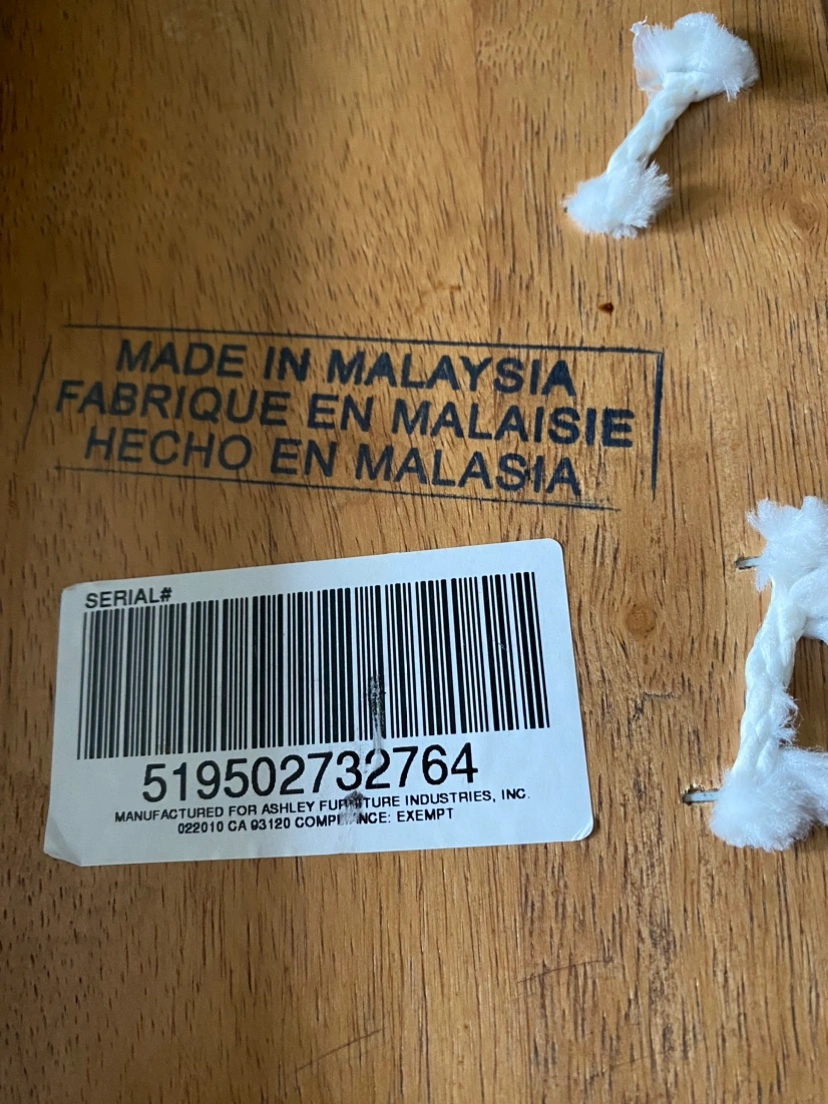 MADE IN MALAYSIA
FABRIQUE EN MALAISIE
HECHO EN MALASIA
SERIAL#
519502732764
MANUFACTURED FOR ASHLEY FURNITURE INDUSTRIES, INC.
022010 CA 93120 COMPLIANCE: EXEMPT